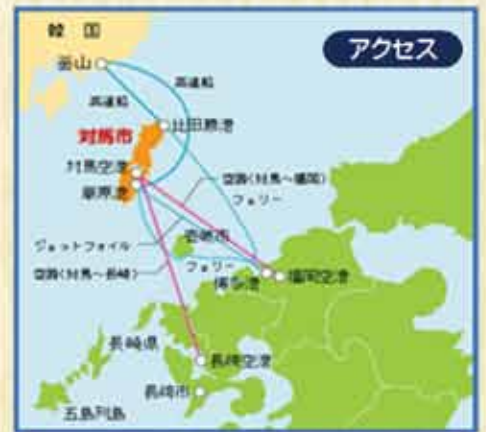 韓国
アクセス
釜山
高速船
高速船
対馬市
比田勝港
対馬空港
厳原港
空路(対馬〜福岡)
フェリー
ジェットフォイル
壱岐市
空路(対馬〜長崎)
フェリー
博多港
福岡空港
長崎県
長崎空港
長崎市
五島列島